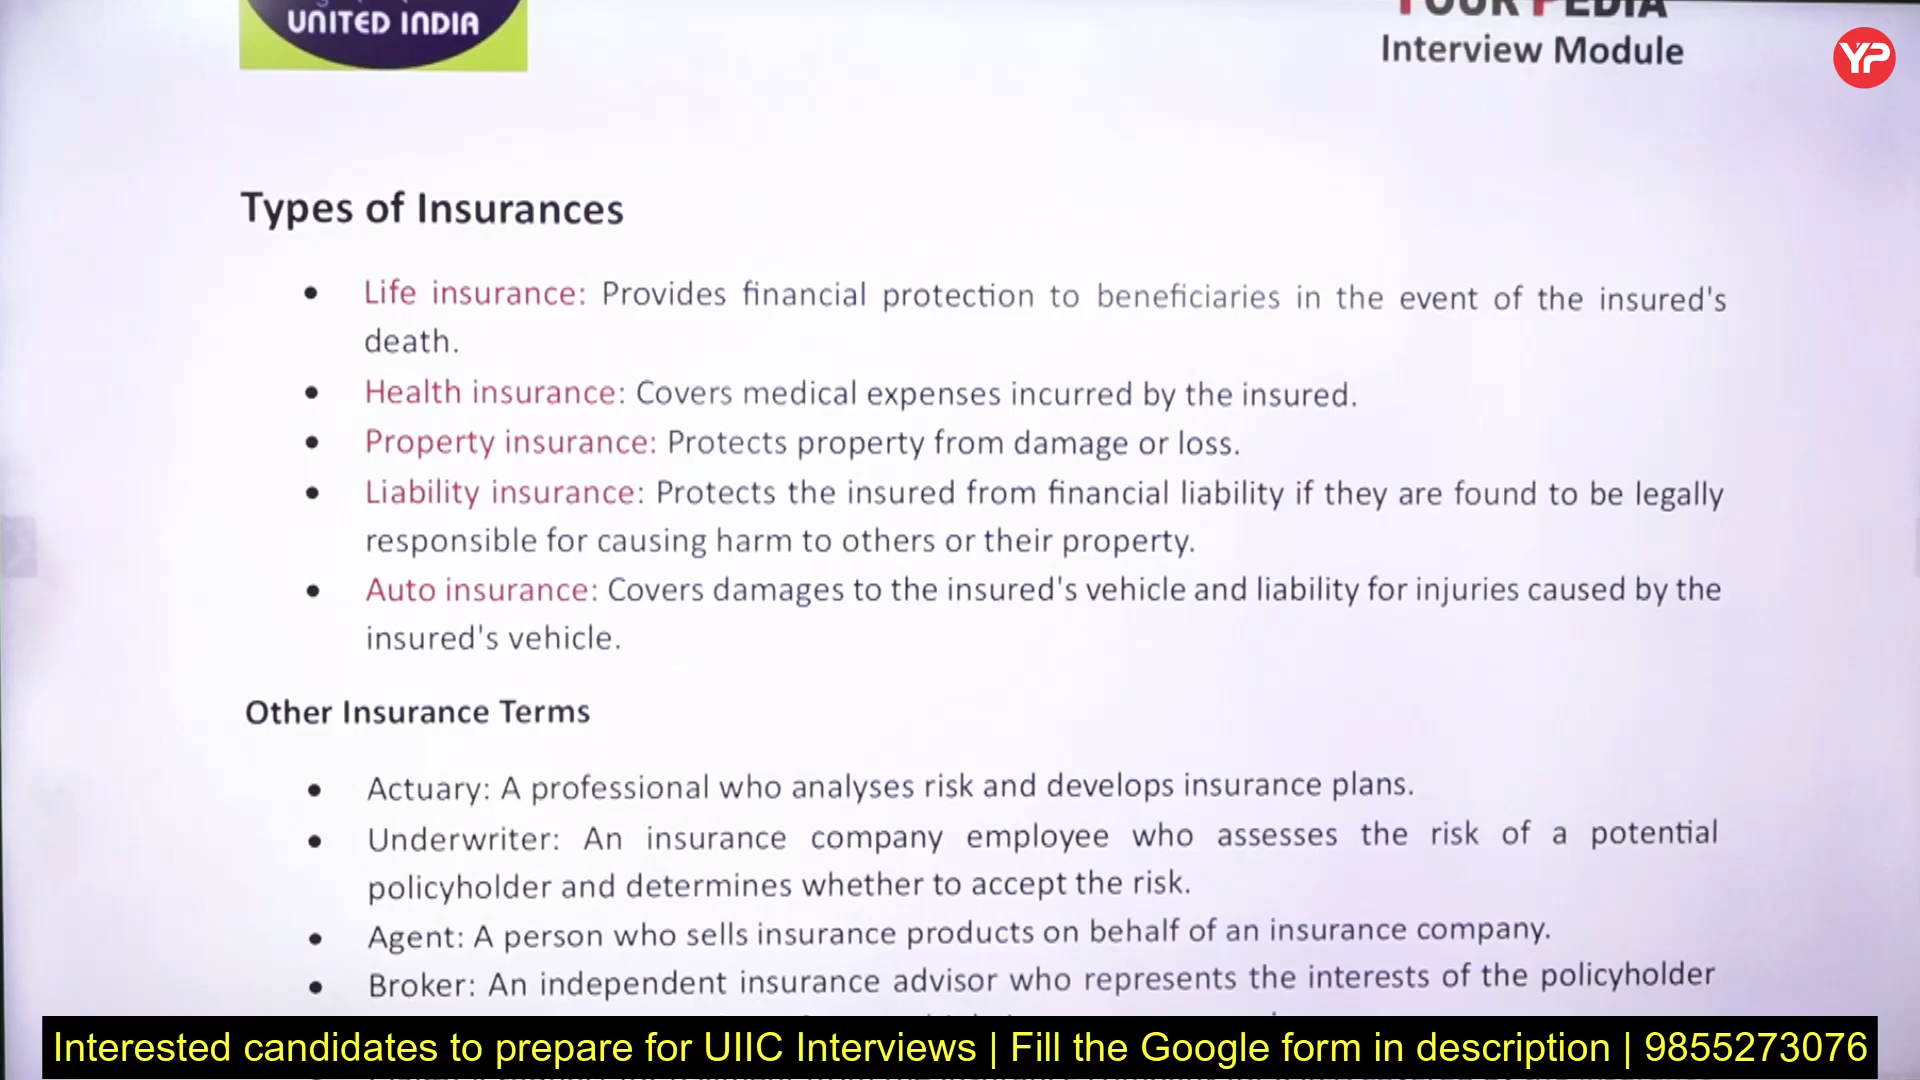 UNITED INDIA
YOUR PEDIA
Interview Module
YP
Types of Insurances
• Life insurance: Provides financial protection to beneficiaries in the event of the insured's
death.
• Health insurance: Covers medical expenses incurred by the insured.
• Property insurance: Protects property from damage or loss.
• Liability insurance: Protects the insured from financial liability if they are found to be legally
responsible for causing harm to others or their property.
• Auto insurance: Covers damages to the insured's vehicle and liability for injuries caused by the
insured's vehicle.
Other Insurance Terms
• Actuary: A professional who analyses risk and develops insurance plans.
• Underwriter: An insurance company employee who assesses the risk of a potential
policyholder and determines whether to accept the risk.
• Agent: A person who sells insurance products on behalf of an insurance company.
• Broker: An independent insurance advisor who represents the interests of the policyholder
Interested candidates to prepare for UIIC Interviews | Fill the Google form in description | 9855273076